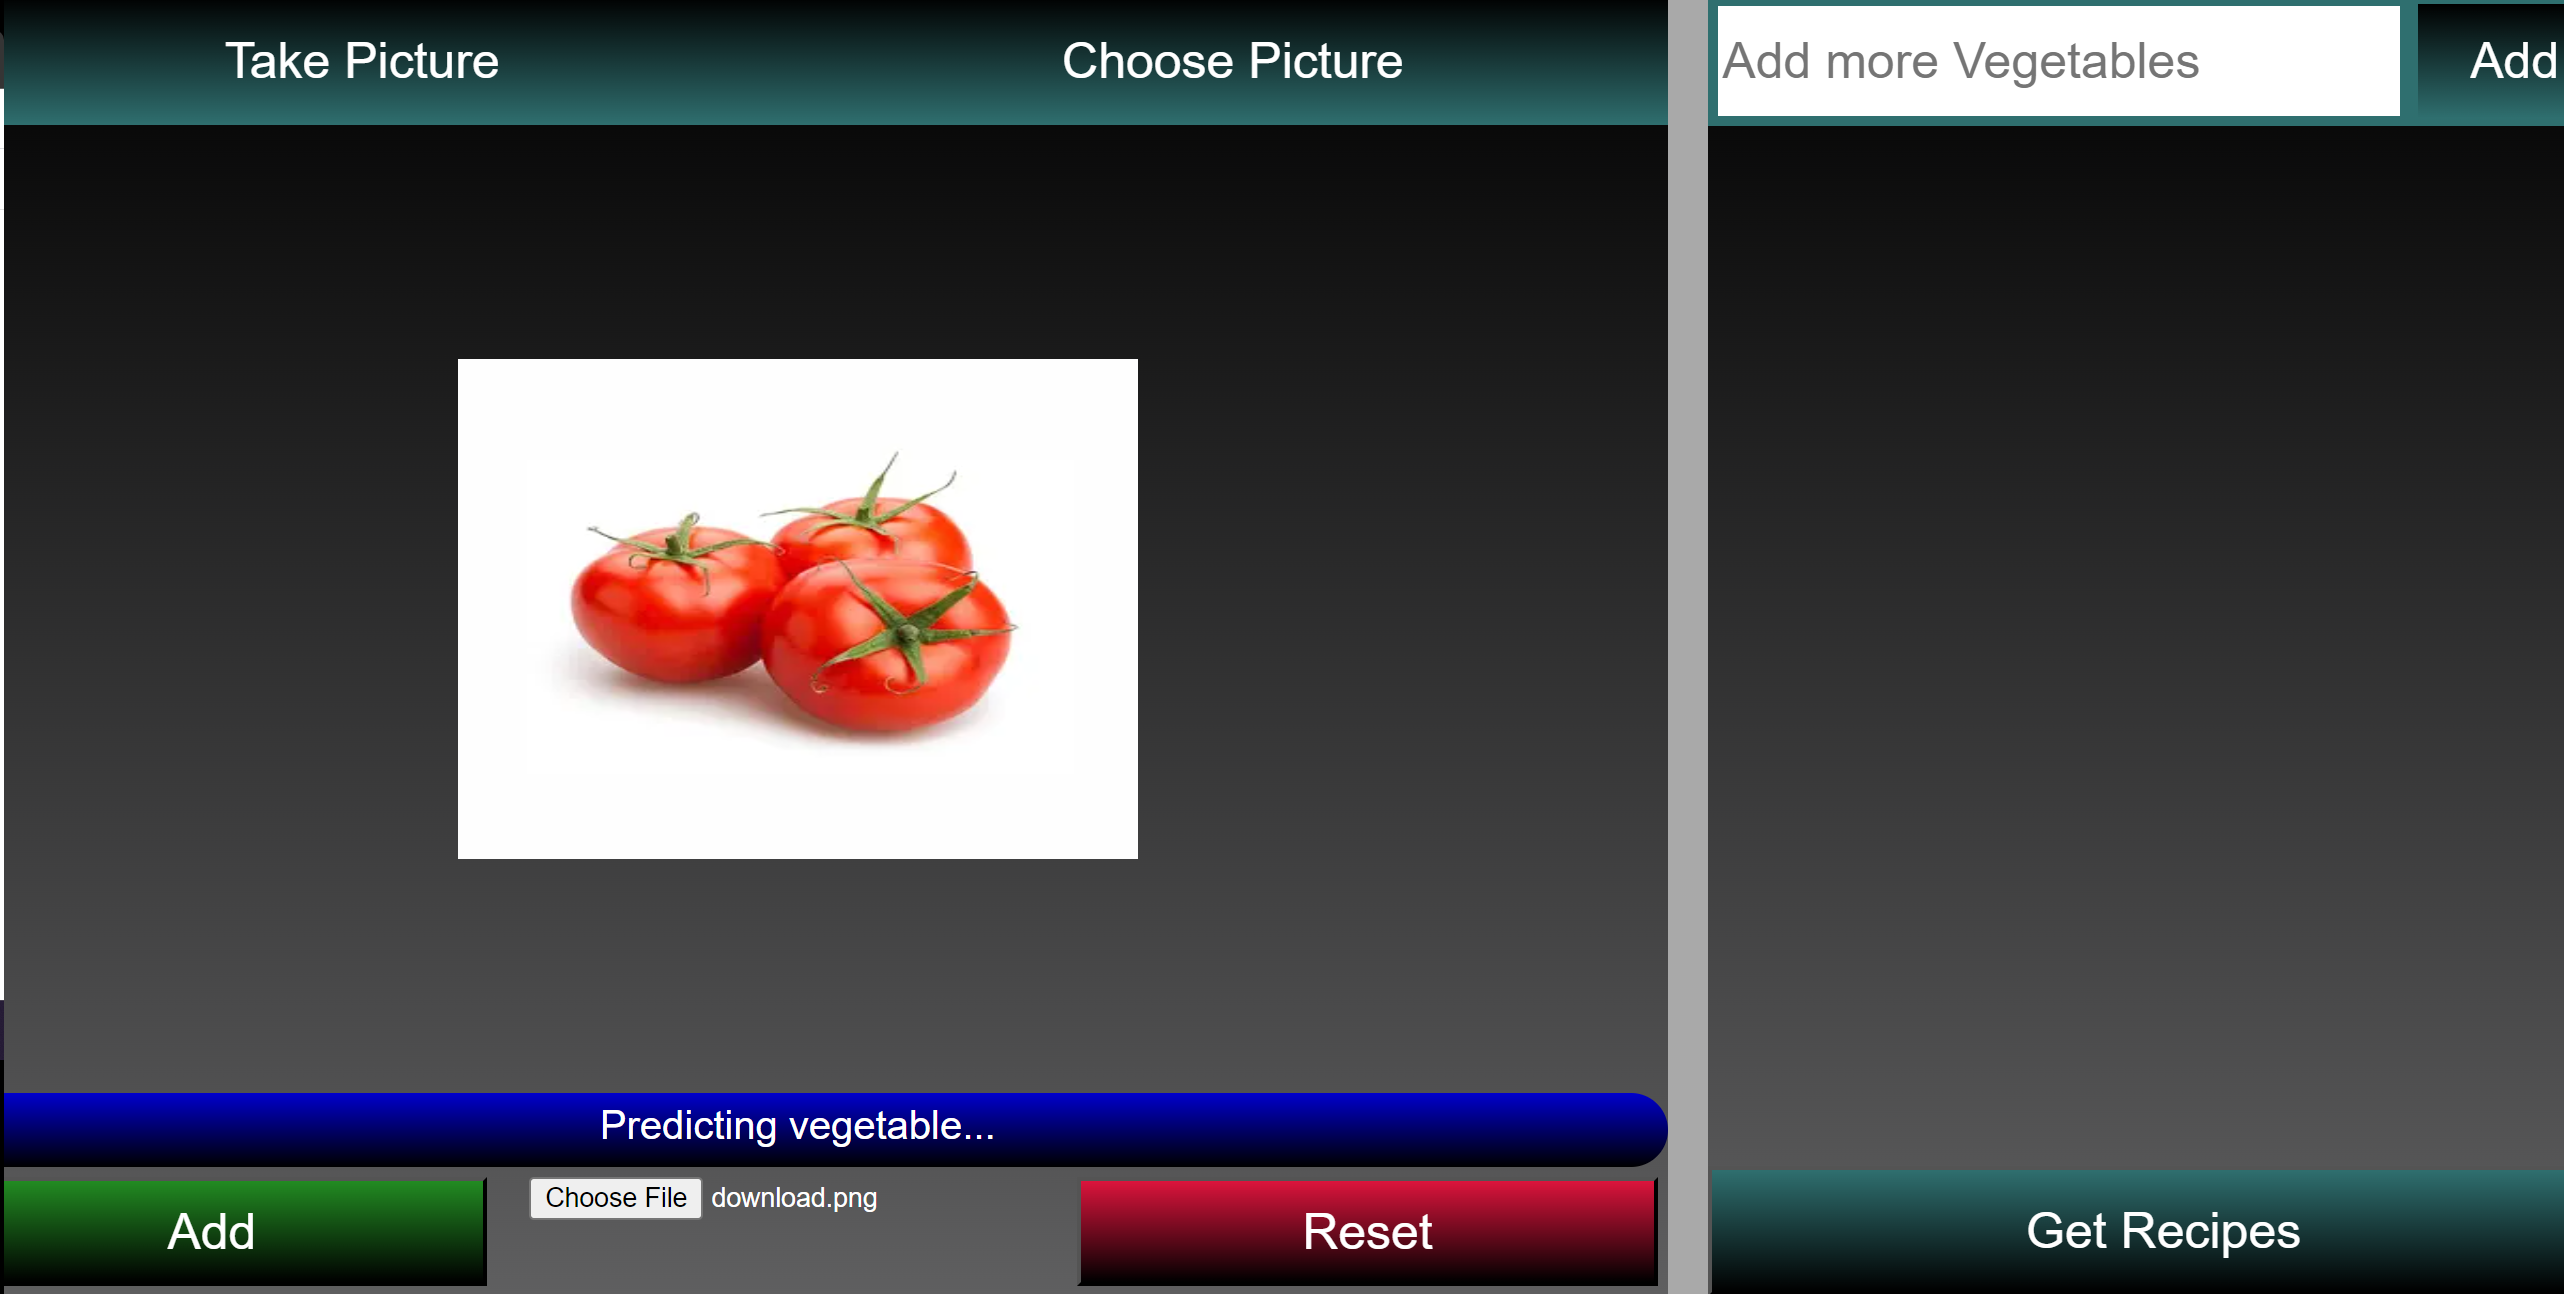 Take Picture
Choose Picture
Add more Vegetables
Add
Predicting vegetable...
Add
Choose File download.png
Reset
Get Recipes